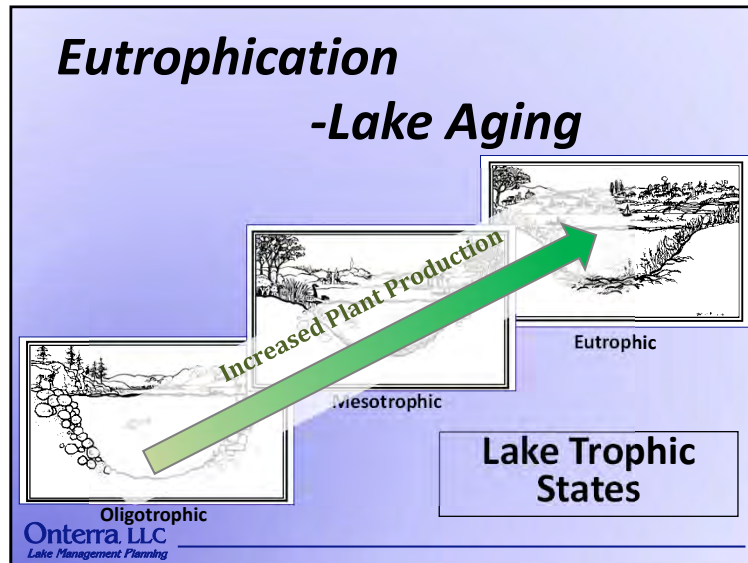 Eutrophication
-Lake Aging
Increased Plant Production
Eutrophic
Mesotrophic
Oligotrophic
Lake Trophic
States
Onterra, LLC
Lake Management Planning